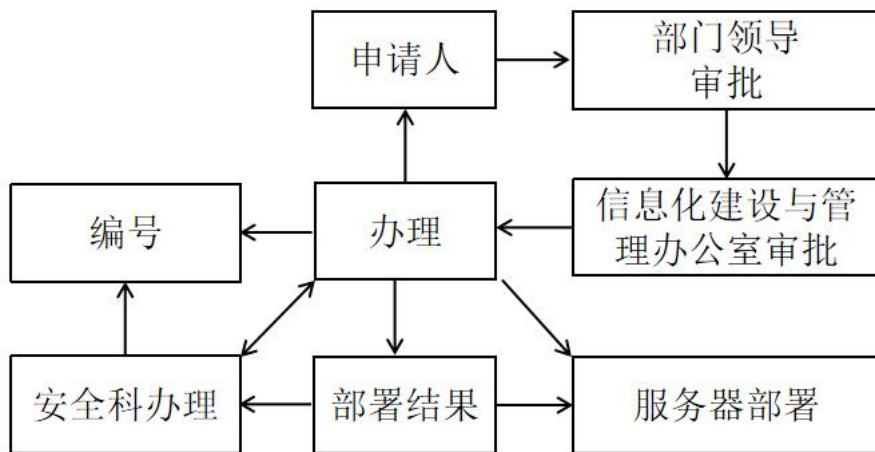 申请人
部门领导
审批
编号
办理
信息化建设与管
理办公室审批
安全科办理
部署结果
服务器部署